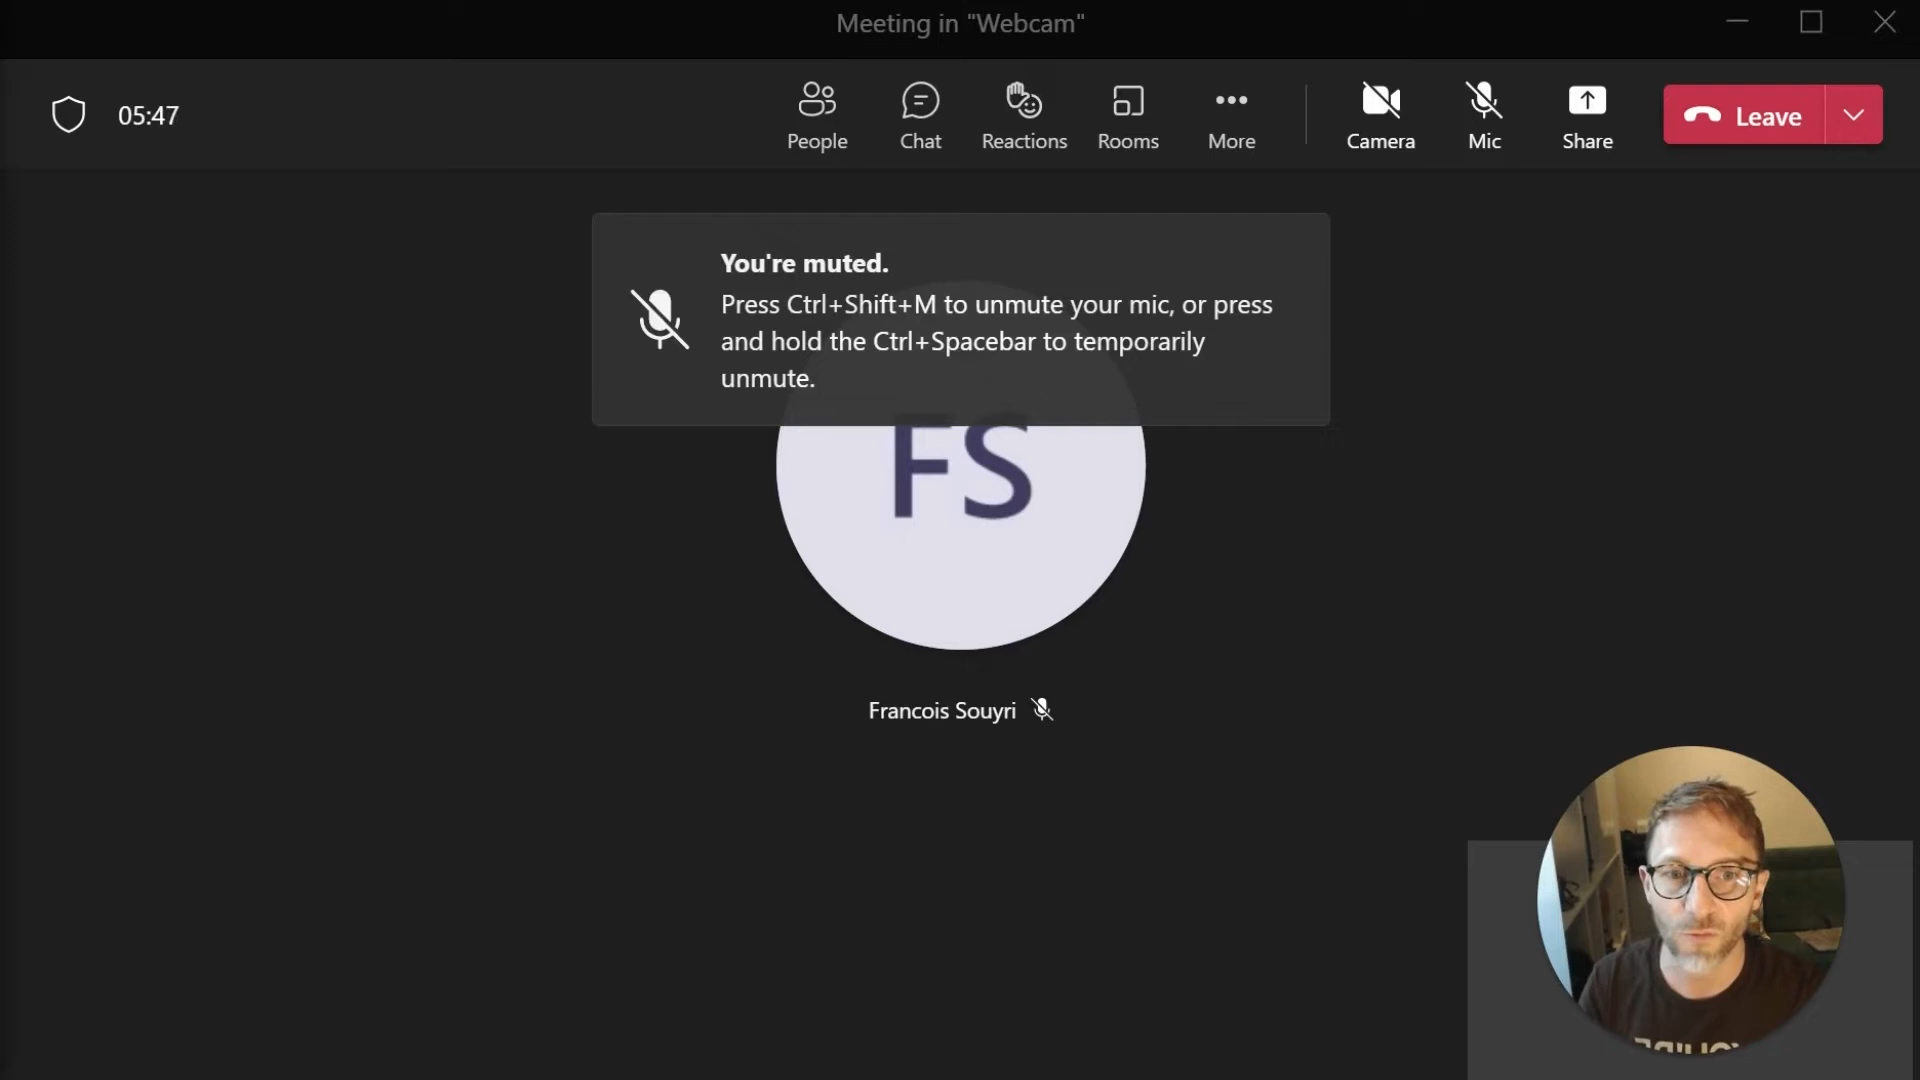 Meeting in "Webcam"
05:47
People
Chat
Reactions
Rooms
More
Camera
Mic
Share
Leave
You're muted.
Press Ctrl+Shift+M to unmute your mic, or press
and hold the Ctrl+Spacebar to temporarily
unmute.
FS
Francois Souyri